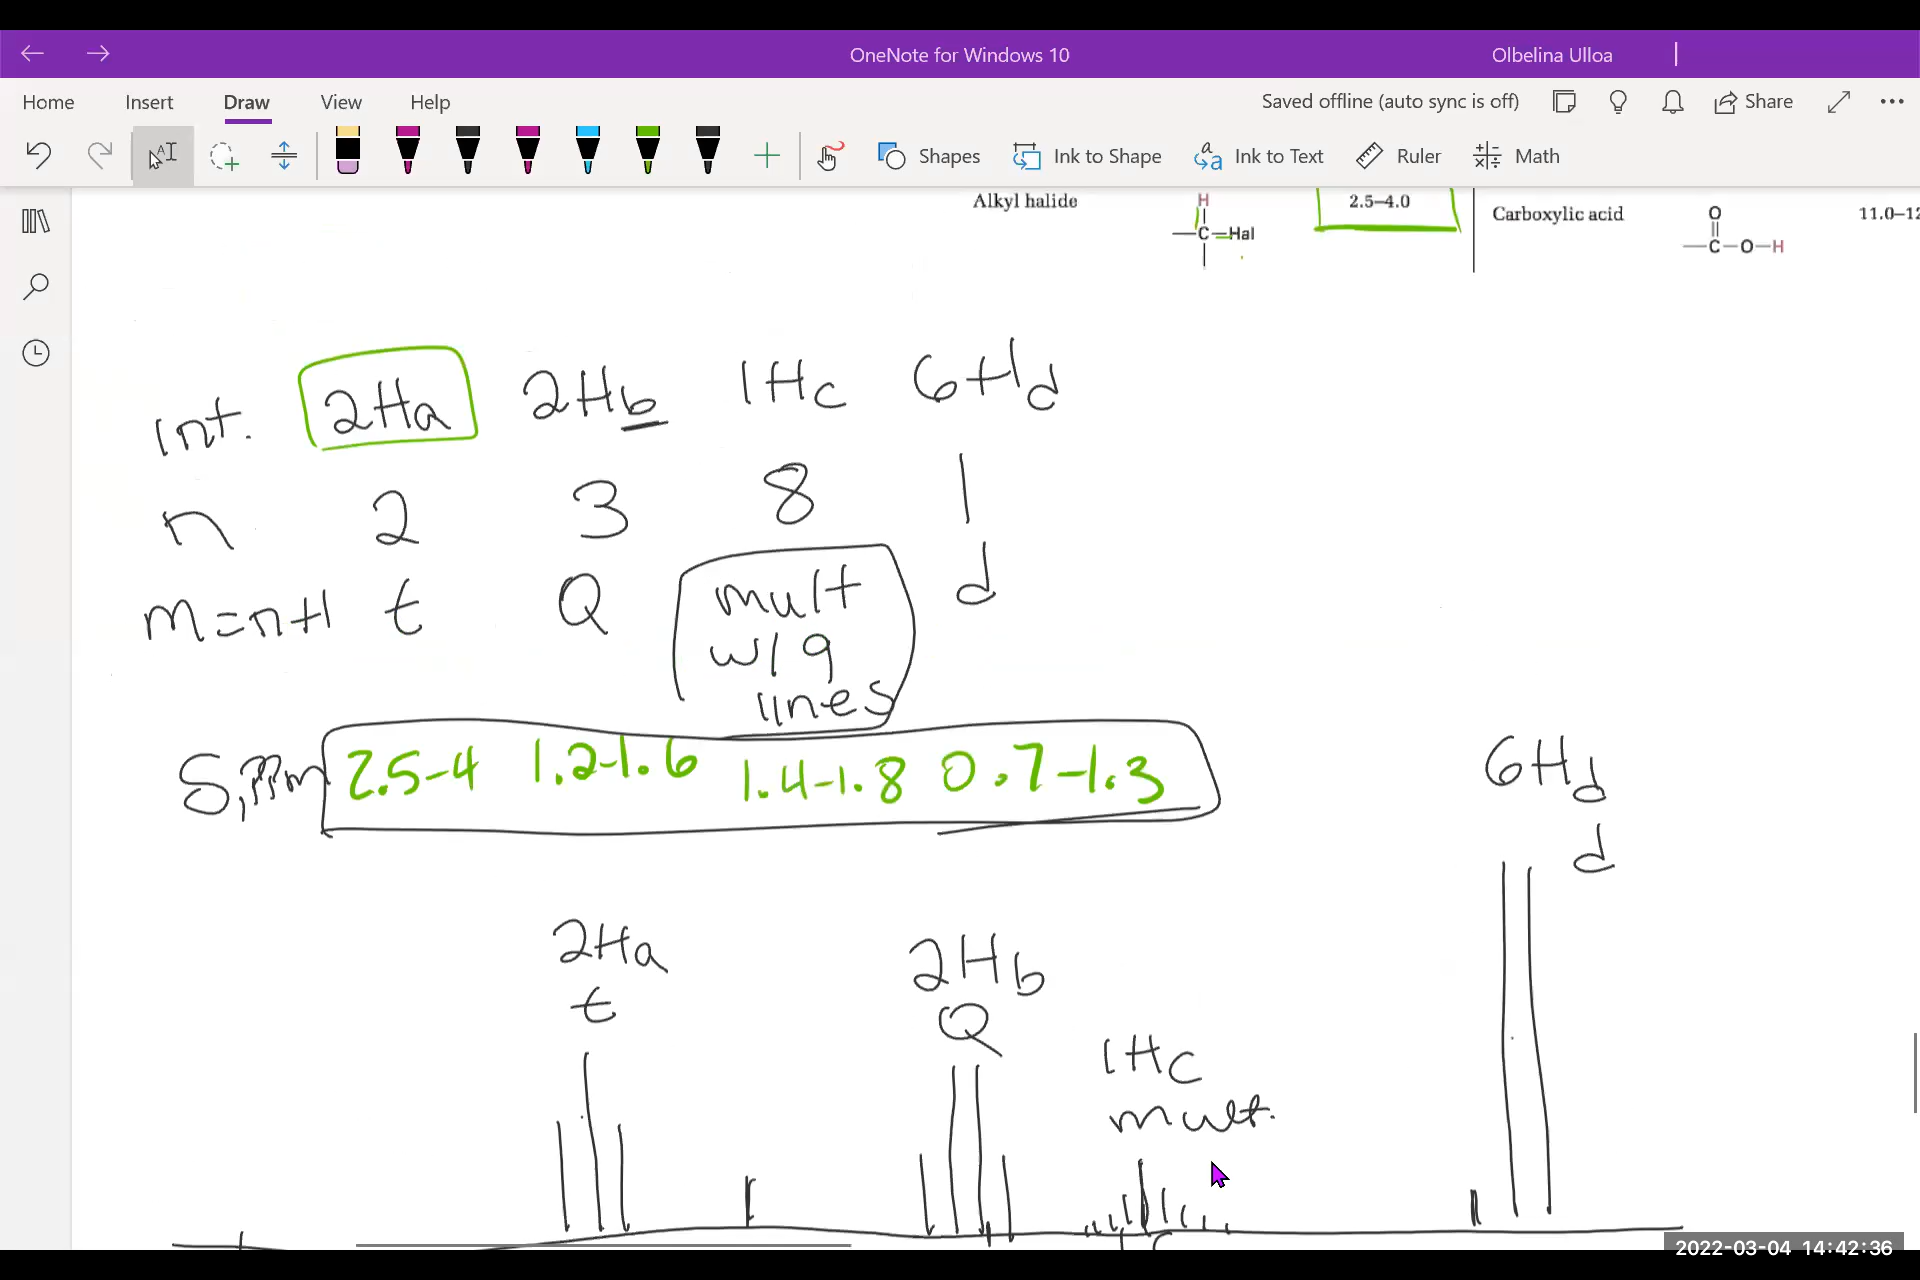 OneNote for Windows 10
Olbelina Ulloa
Home Insert Draw View Help
Saved offline (auto sync is off) Share
Shapes Ink to Shape Ink to Text Ruler Math
Alkyl halide
H
—C—Hal
2.5–4.0
Carboxylic acid
O
—C—O—H
11.0–12
Int. 2Ha 2Hb 1Hc 6Hd
n 2 3 8 1
m=n+1 t Q mult d
w/ 9
lines
δ, ppm 2.5-4 1.2-1.6 1.4-1.8 0.7-1.3
6Hd
d
2Ha
t
2Hb
Q
1Hc
mult.
2022-03-04 14:42:36